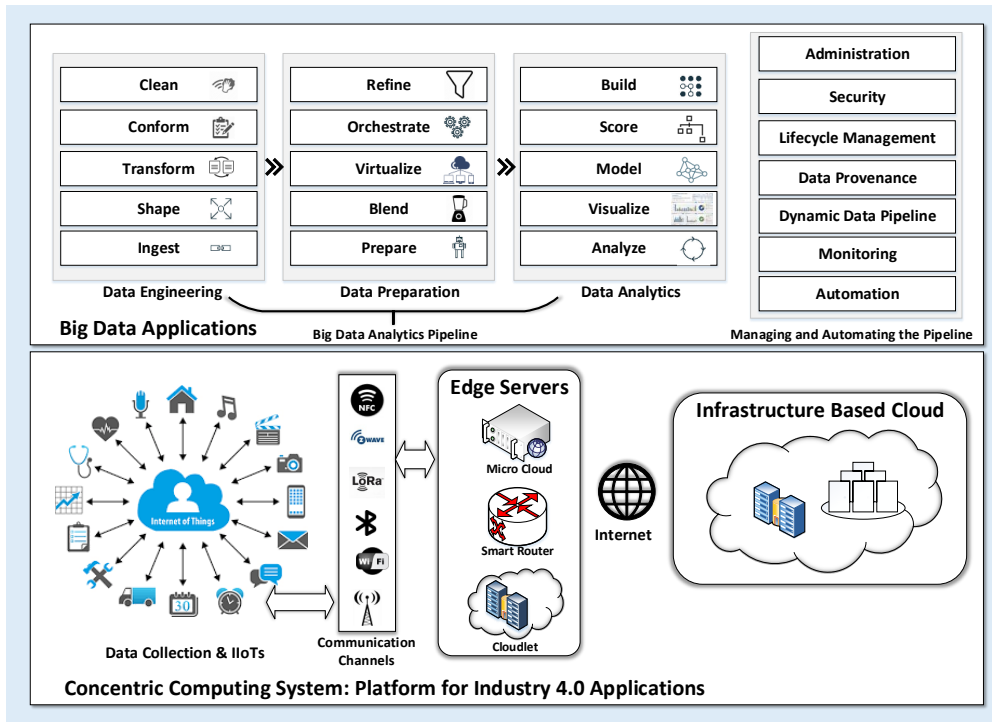 Clean
Conform
Transform
Shape
Ingest
Data Engineering
Refine
Orchestrate
Virtualize
Blend
Prepare
Data Preparation
Build
Score
Model
Visualize
Analyze
Data Analytics
Administration
Security
Lifecycle Management
Data Provenance
Dynamic Data Pipeline
Monitoring
Automation
Big Data Applications
Big Data Analytics Pipeline
Managing and Automating the Pipeline
Internet of Things
30
Data Collection & IIoTs
NFC
Z WAVE
LoRa
Wi Fi
Communication
Channels
Edge Servers
Micro Cloud
Smart Router
Cloudlet
Internet
Infrastructure Based Cloud
Concentric Computing System: Platform for Industry 4.0 Applications